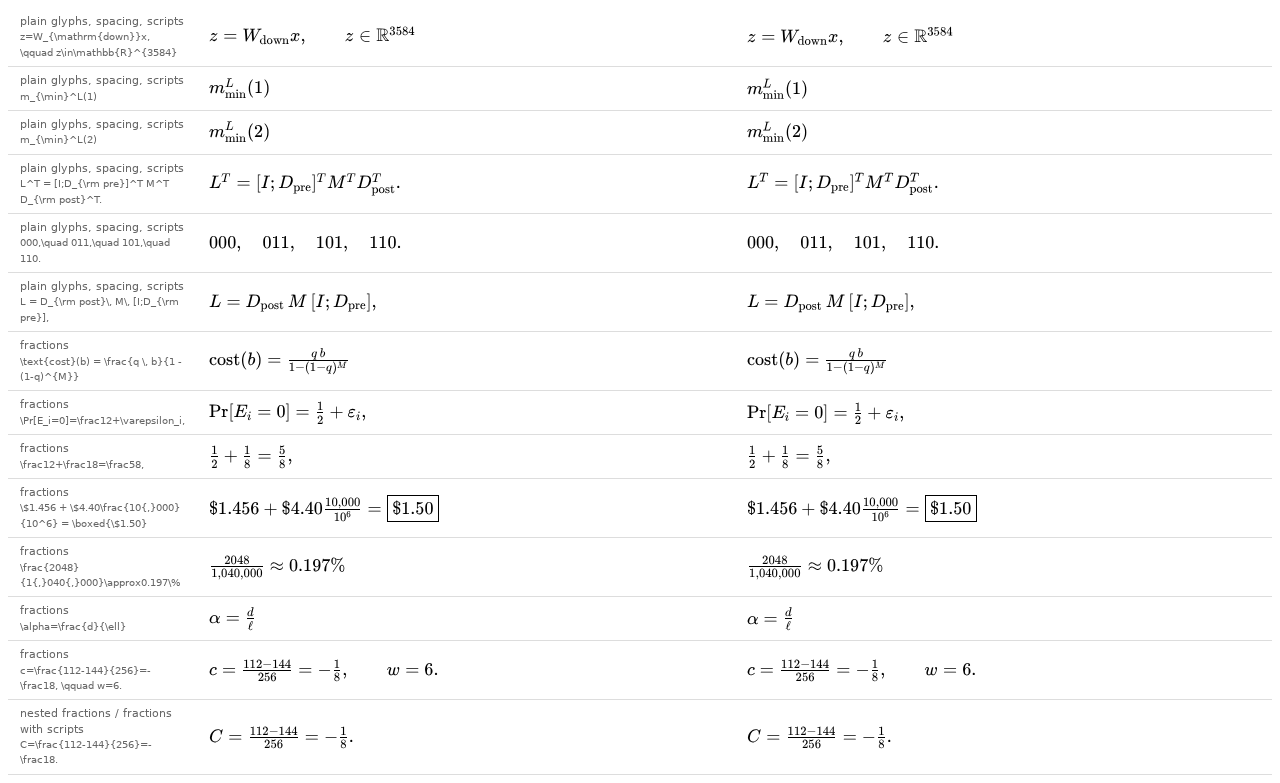 plain glyphs, spacing, scripts
z=W_{\mathrm{down}}x,
\qquad z\in\mathbb{R}^{3584}
z = W_down x,  z ∈ ℝ^3584  z = W_down x,  z ∈ ℝ^3584
plain glyphs, spacing, scripts
m_{\min}^L(1)
m_min^L(1)  m_min^L(1)
plain glyphs, spacing, scripts
m_{\min}^L(2)
m_min^L(2)  m_min^L(2)
plain glyphs, spacing, scripts
L^T = [I;D_{\rm pre}]^T M^T
D_{\rm post}^T.
L^T = [I; D_pre]^T M^T D_post^T.  L^T = [I; D_pre]^T M^T D_post^T.
plain glyphs, spacing, scripts
000,\quad 011,\quad 101,\quad
110.
000,  011,  101,  110.  000,  011,  101,  110.
plain glyphs, spacing, scripts
L = D_{\rm post}\, M\, [I;D_{\rm
pre}],
L = D_post M [I; D_pre],  L = D_post M [I; D_pre],
fractions
\text{cost}(b) = \frac{q \, b}{1 -
(1-q)^{M}}
cost(b) = q b / 1−(1−q)^M  cost(b) = q b / 1−(1−q)^M
fractions
\Pr[E_i=0]=\frac12+\varepsilon_i,
Pr[E_i = 0] = 1/2 + ε_i,  Pr[E_i = 0] = 1/2 + ε_i,
fractions
\frac12+\frac18=\frac58,
1/2 + 1/8 = 5/8,  1/2 + 1/8 = 5/8,
fractions
\$1.456 + \$4.40\frac{10{,}000}
{10^6} = \boxed{\$1.50}
$1.456 + $4.40 10,000/10^6 = $1.50  $1.456 + $4.40 10,000/10^6 = $1.50
fractions
\frac{2048}
{1{,}040{,}000}\approx0.197\%
2048/1,040,000 ≈ 0.197%  2048/1,040,000 ≈ 0.197%
fractions
\alpha=\frac{d}{\ell}
α = d/ℓ  α = d/ℓ
fractions
c=\frac{112-144}{256}=-
\frac18, \qquad w=6.
c = 112−144/256 = −1/8,  w = 6.  c = 112−144/256 = −1/8,  w = 6.
nested fractions / fractions
with scripts
C=\frac{112-144}{256}=-
\frac18.
C = 112−144/256 = −1/8.  C = 112−144/256 = −1/8.